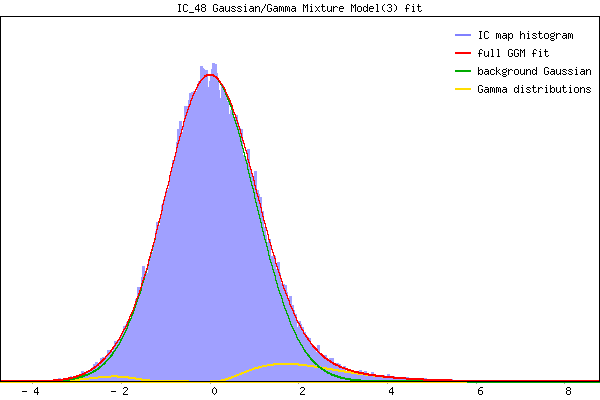 IC_48 Gaussian/Gamma Mixture Model(3) fit
IC map histogram
full GGM fit
background Gaussian
Gamma distributions
- 4 - 2 0 2 4 6 8